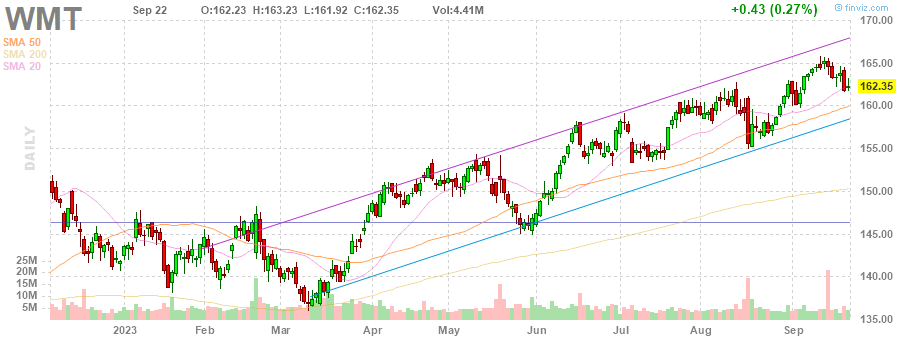 WMT Sep 22 O:162.23 H:163.23 L:161.92 C:162.35 Vol:4.41M +0.43 (0.27%) © finviz.com
SMA 50
SMA 200
SMA 20
DAILY
170.00
165.00
162.35
160.00
155.00
150.00
145.00
140.00
135.00
25M
20M
15M
10M
5M
2023 Feb Mar Apr May Jun Jul Aug Sep